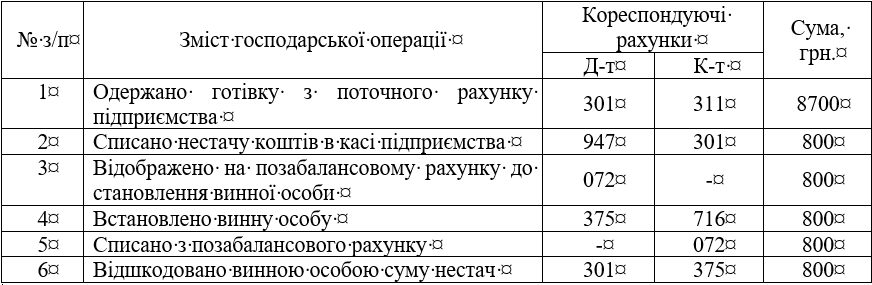 №·з/п¤ Зміст·господарської·операції·¤ Кореспондуючі· Сума,·
рахунки·¤ грн.¤
Д-т¤ К-т·¤
1¤ Одержано· готівку· з· поточного· рахунку· 301¤ 311¤ 8700¤
підприємства·¤
2¤ Списано·нестачу·коштів·в·касі·підприємства¤ 947¤ 301¤ 800¤
3¤ Відображено· на· позабалансовому· рахунку· до· 072¤ -¤ 800¤
становлення·винної·особи·¤
4¤ Встановлено·винну·особу¤ 375¤ 716¤ 800¤
5¤ Списано·з·позабалансового·рахунку·¤ -¤ 072¤ 800¤
6¤ Відшкодовано·винною·особою·суму·нестач¤ 301¤ 375¤ 800¤